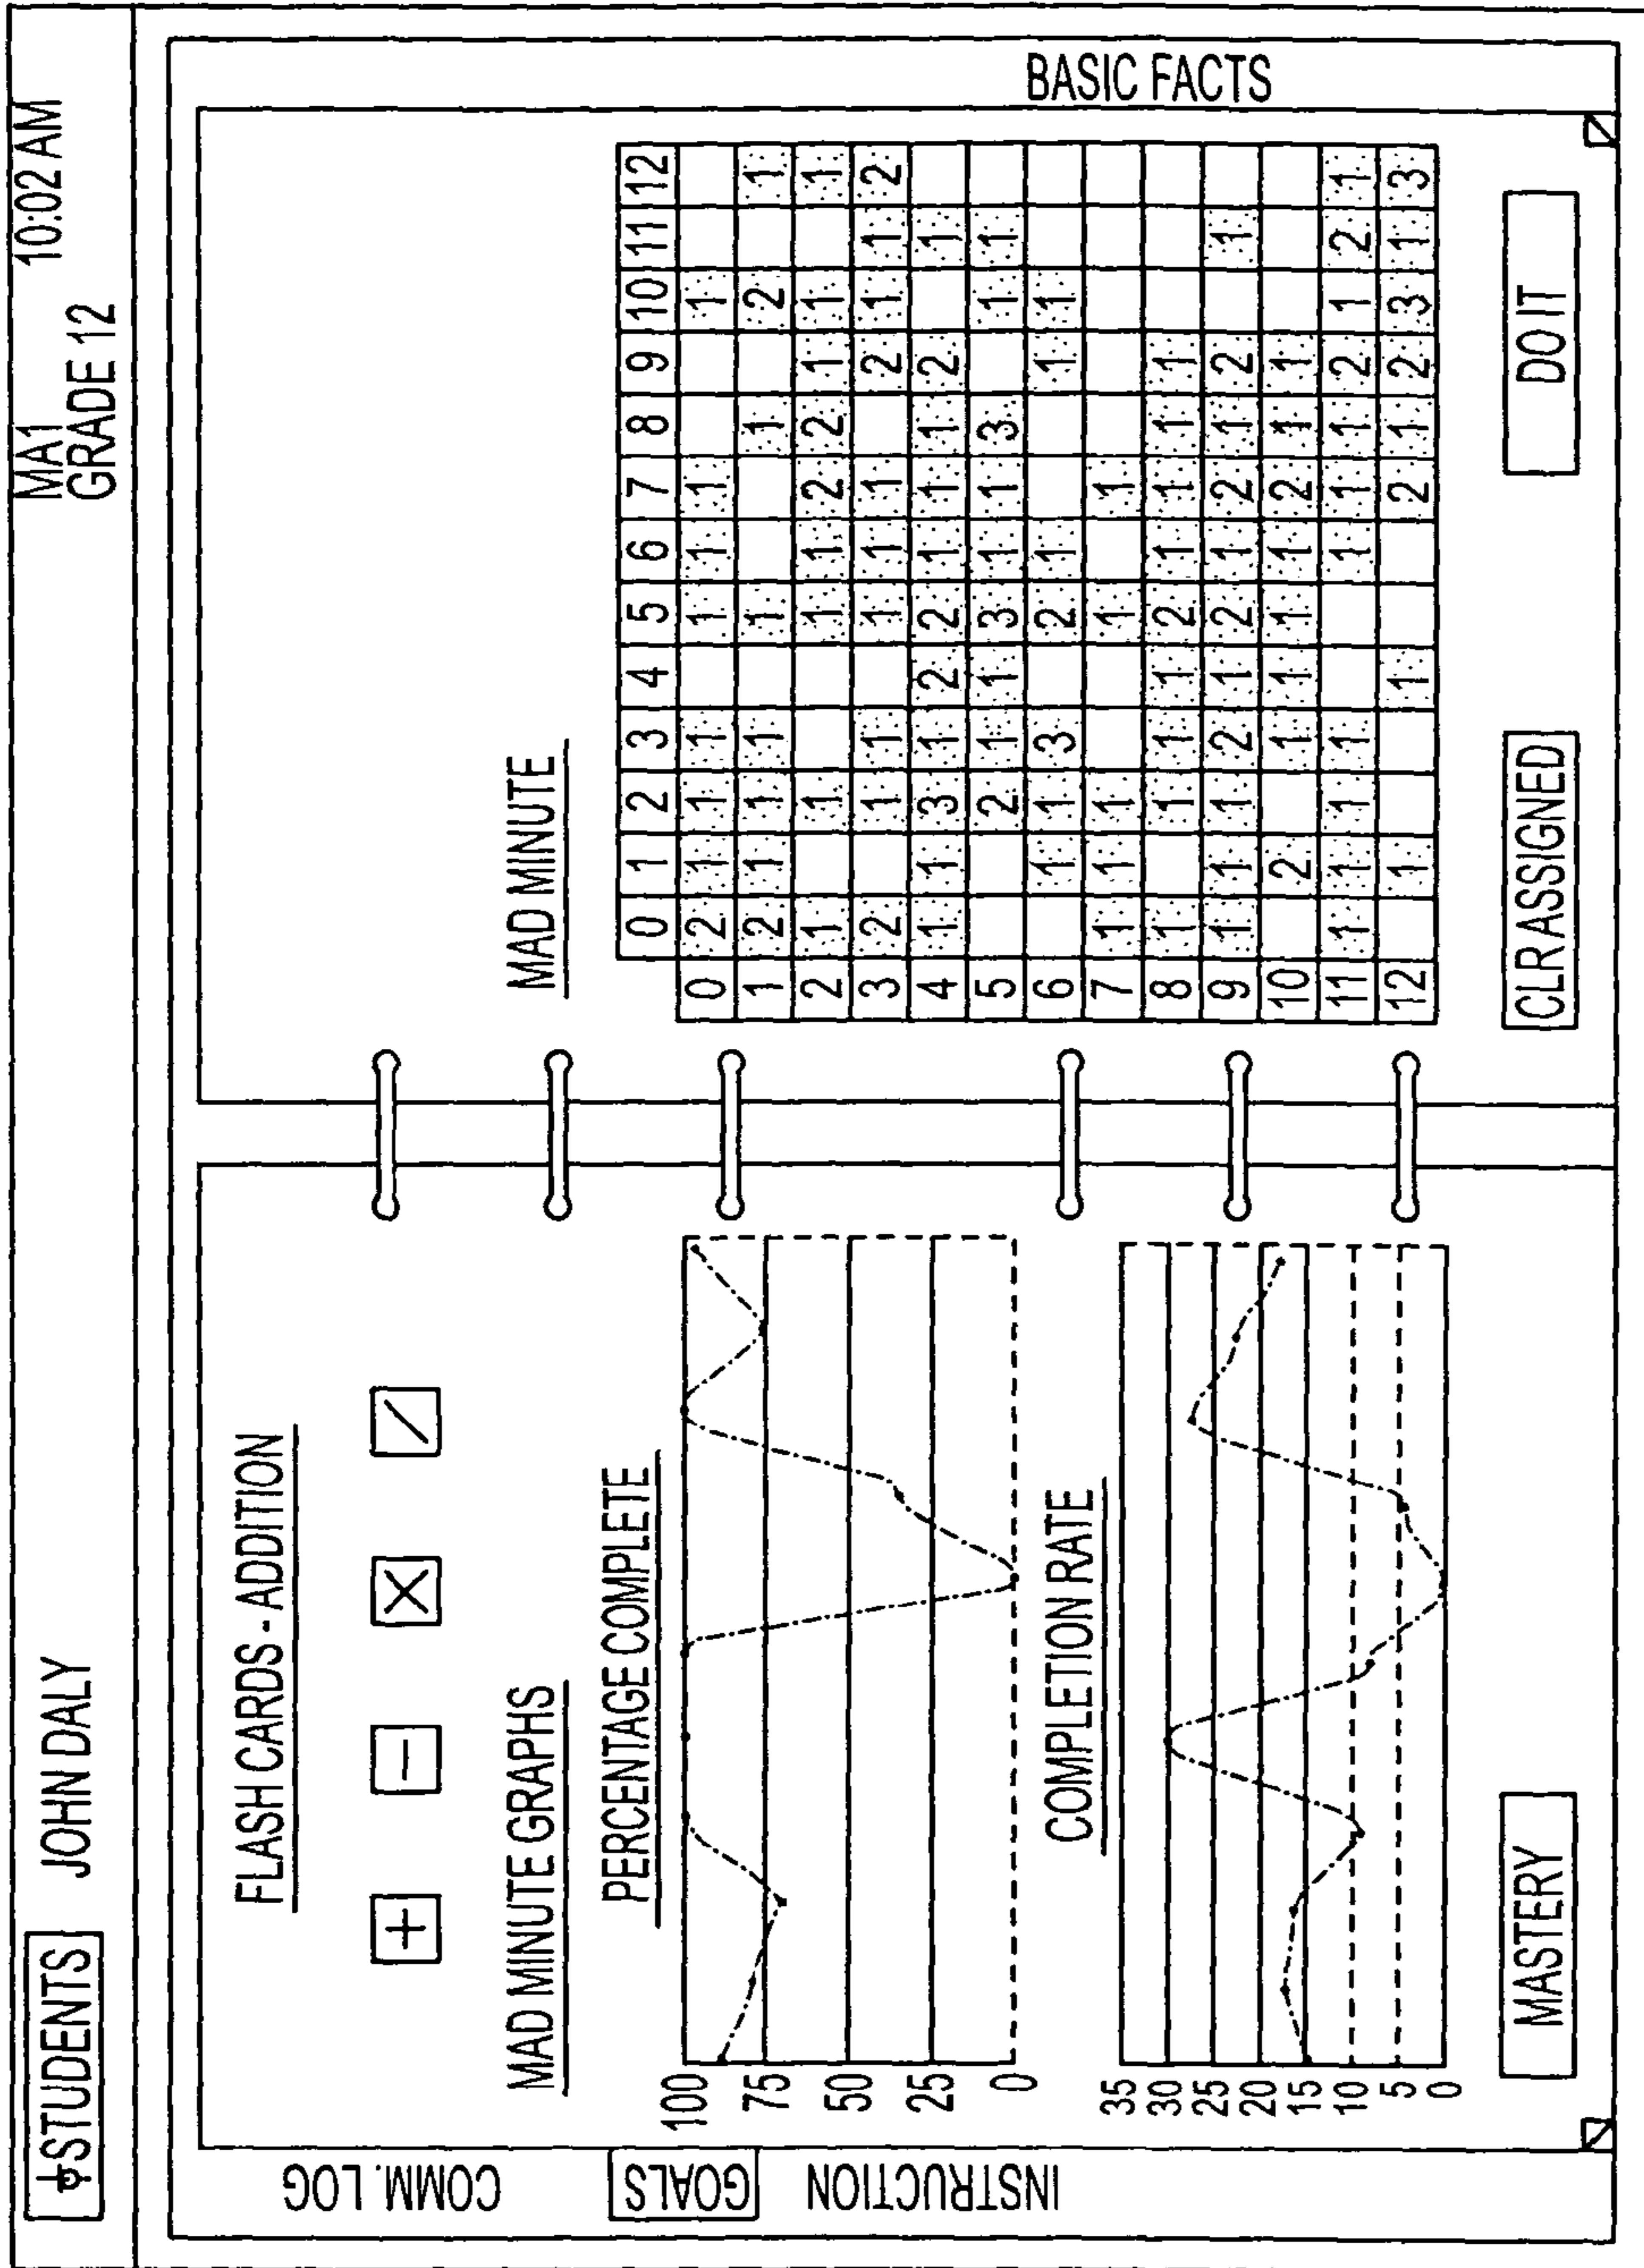 STUDENTS JOHN DALY MA1 10:02 AM
GRADE 12
COMM. LOG
GOALS
INSTRUCTION
FLASH CARDS - ADDITION
+ − X /
MAD MINUTE GRAPHS
PERCENTAGE COMPLETE
100
75
50
25
0
COMPLETION RATE
35
30
25
20
15
10
5
0
MASTERY
MAD MINUTE
0 1 2 3 4 5 6 7 8 9 10 11 12
0 2 1 1 1 1 1 1 1
1 2 1 1 1 1 1 2 1
2 1 1 1 1 2 2 1 1 1
3 2 1 1 1 1 1 2 1 1 2
4 1 1 3 1 2 2 1 1 1 2 1
5 2 1 1 3 1 1 3 1 1
6 1 1 3 2 1 1 1
7 1 1 1 1 1
8 1 1 1 1 2 1 1 1 1
9 1 1 1 2 1 2 1 2 1 2 1
10 2 1 1 1 1 2 1 1
11 1 1 1 1 1 1 1 2 1 2 1
12 1 1 2 1 2 3 1 3
CLR ASSIGNED
DO IT
BASIC FACTS